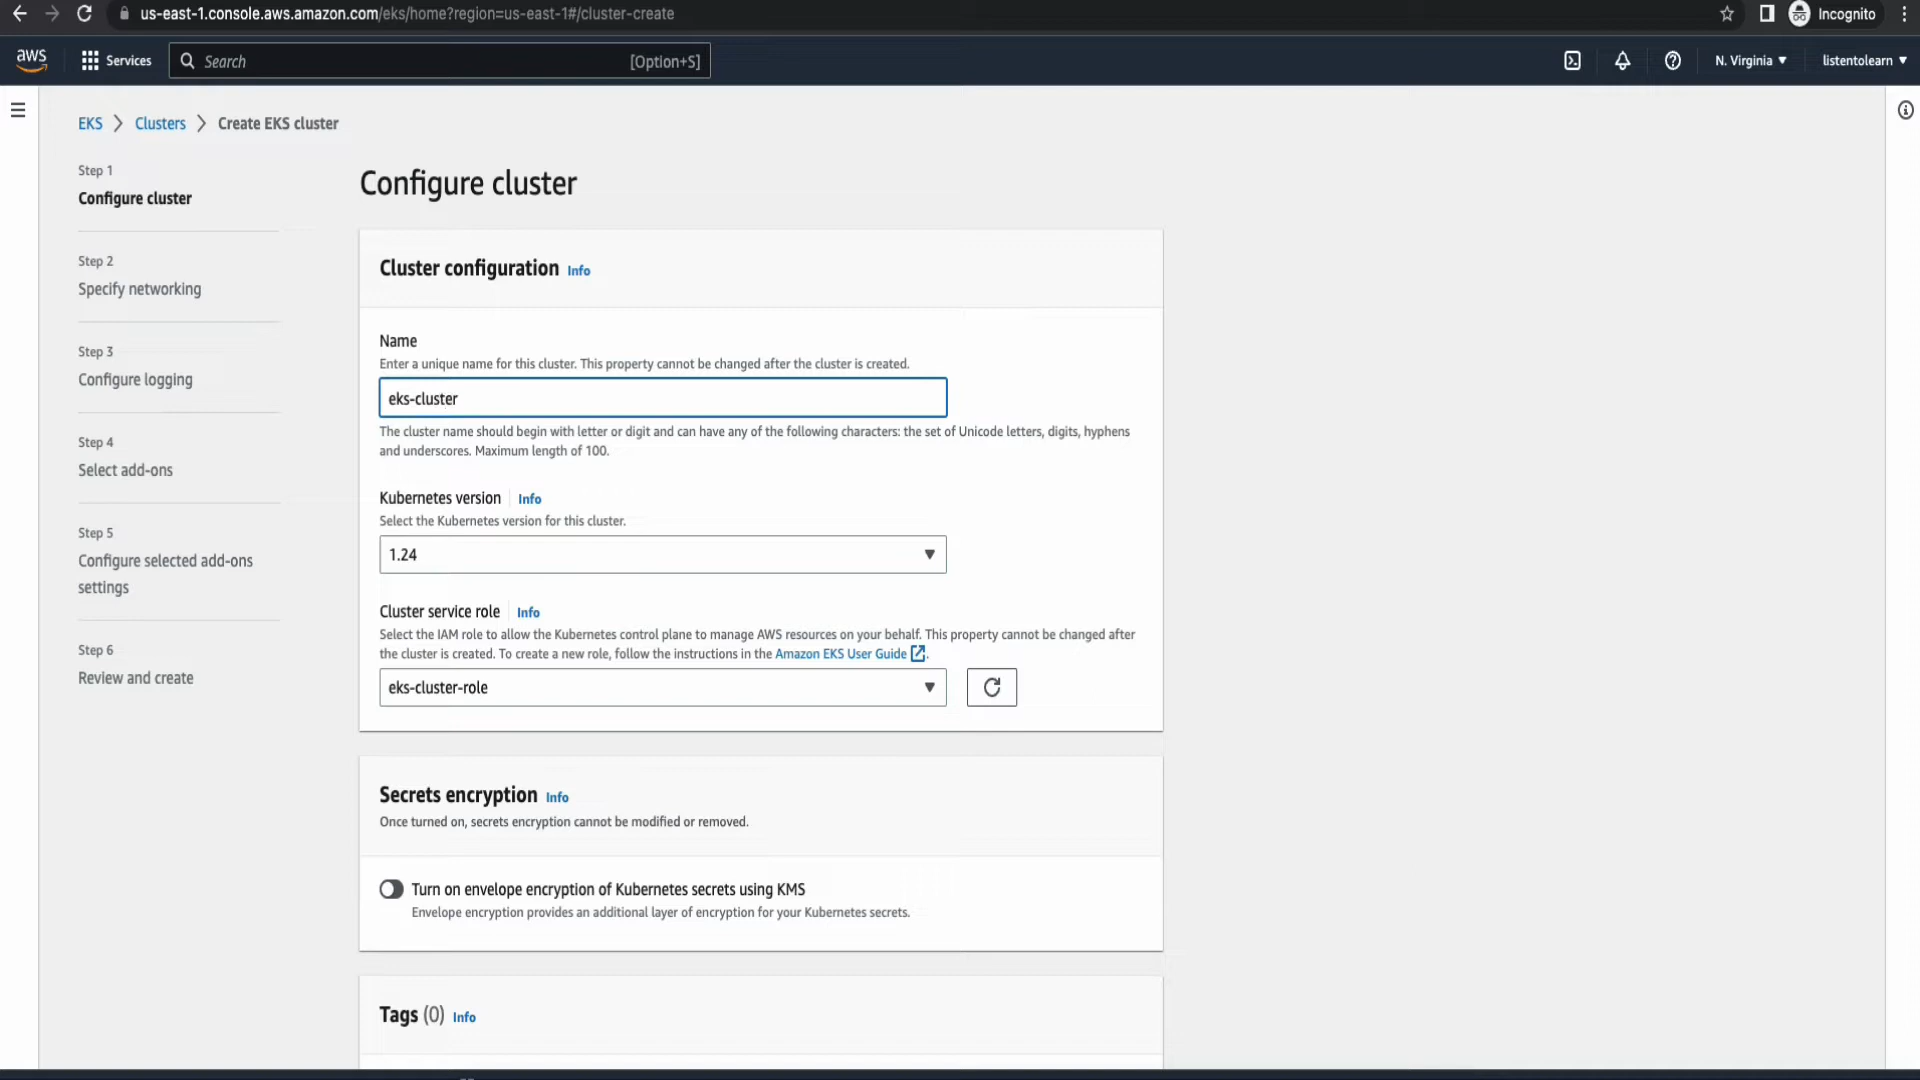 us-east-1.console.aws.amazon.com/eks/home?region=us-east-1#/cluster-create
Incognito
aws
Services
Search
[Option+S]
N. Virginia
listentolearn
EKS
Clusters
Create EKS cluster
Step 1
Configure cluster
Step 2
Specify networking
Step 3
Configure logging
Step 4
Select add-ons
Step 5
Configure selected add-ons
settings
Step 6
Review and create
Configure cluster
Cluster configuration Info
Name
Enter a unique name for this cluster. This property cannot be changed after the cluster is created.
eks-cluster
The cluster name should begin with letter or digit and can have any of the following characters: the set of Unicode letters, digits, hyphens
and underscores. Maximum length of 100.
Kubernetes version Info
Select the Kubernetes version for this cluster.
1.24
Cluster service role Info
Select the IAM role to allow the Kubernetes control plane to manage AWS resources on your behalf. This property cannot be changed after
the cluster is created. To create a new role, follow the instructions in the Amazon EKS User Guide .
eks-cluster-role
Secrets encryption Info
Once turned on, secrets encryption cannot be modified or removed.
Turn on envelope encryption of Kubernetes secrets using KMS
Envelope encryption provides an additional layer of encryption for your Kubernetes secrets.
Tags (0) Info